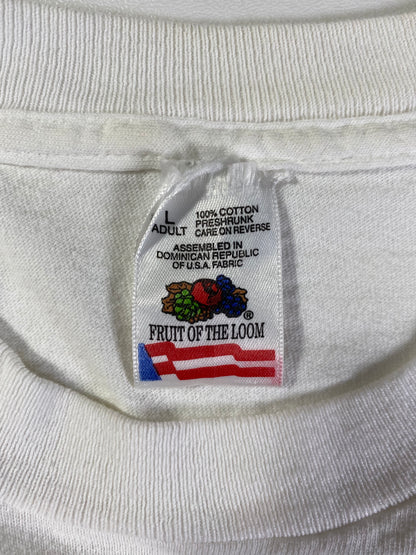 L
ADULT
100% COTTON
PRESHRUNK
CARE ON REVERSE
ASSEMBLED IN
DOMINICAN REPUBLIC
OF U.S.A. FABRIC
®
FRUIT OF THE LOOM